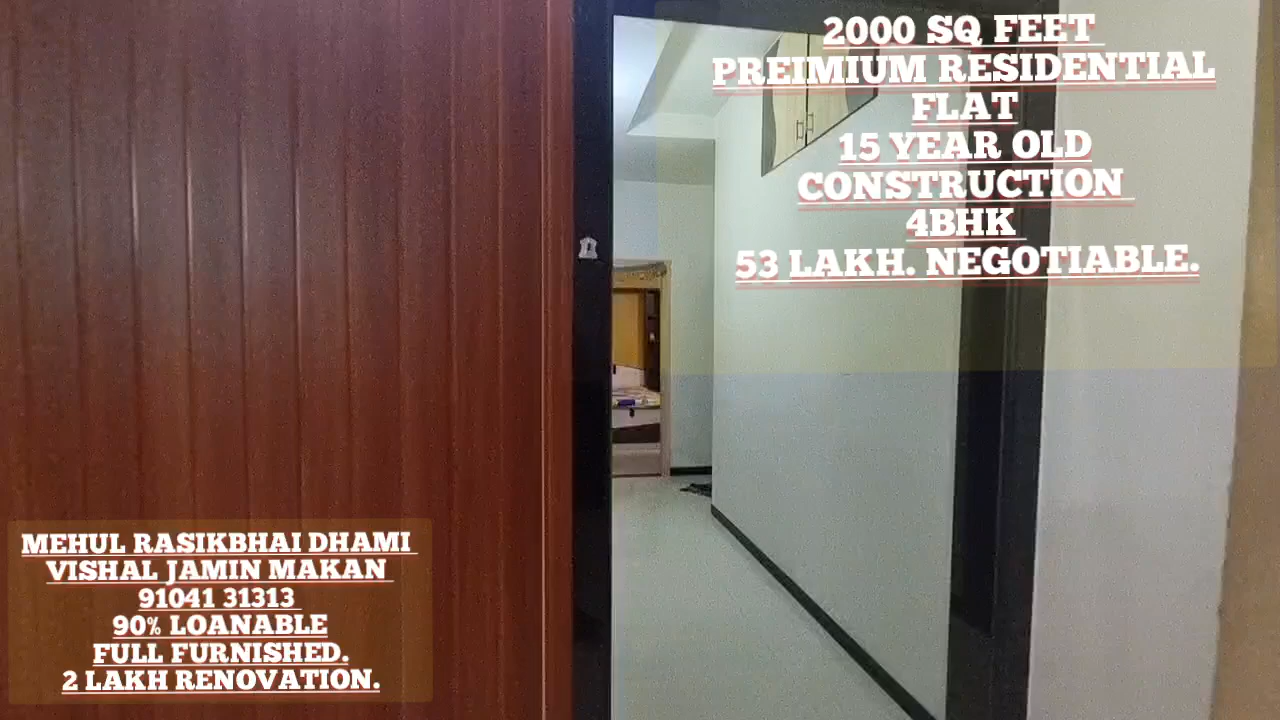 2000 SQ FEET
PREIMIUM RESIDENTIAL
FLAT
15 YEAR OLD
CONSTRUCTION
4BHK
53 LAKH. NEGOTIABLE.
MEHUL RASIKBHAI DHAMI
VISHAL JAMIN MAKAN
91041 31313
90% LOANABLE
FULL FURNISHED.
2 LAKH RENOVATION.